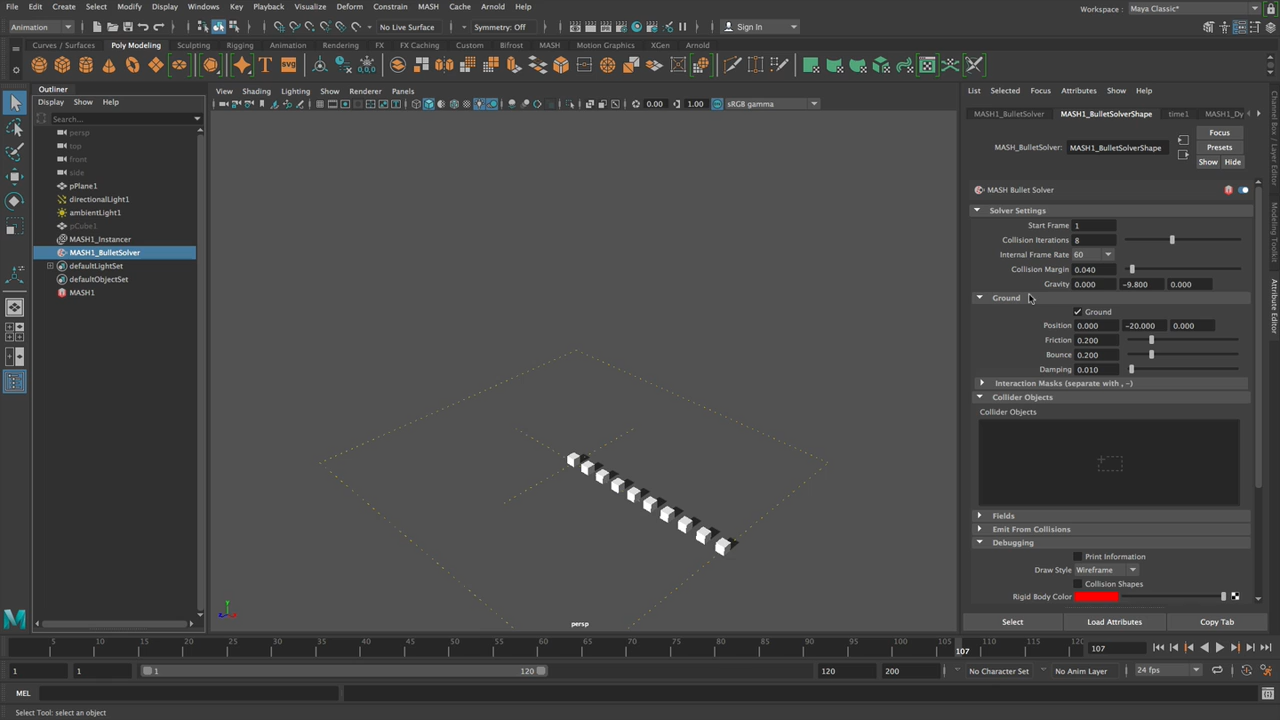 File Edit Create Select Modify Display Windows Key Playback Visualize Deform Constrain MASH Cache Arnold Help Workspace : Maya Classic*
Animation No Live Surface Symmetry: Off Sign In
Curves / Surfaces Poly Modeling Sculpting Rigging Animation Rendering FX FX Caching Custom Bifrost MASH Motion Graphics XGen Arnold
Outliner
Display Show Help
Search...
persp
top
front
side
pPlane1
directionalLight1
ambientLight1
pCube1
MASH1_Instancer
MASH1_BulletSolver
defaultLightSet
defaultObjectSet
MASH1
View Shading Lighting Show Renderer Panels
0.00 1.00 sRGB gamma
persp
List Selected Focus Attributes Show Help
MASH1_BulletSolver MASH1_BulletSolverShape time1 MASH1_Dy
Focus
MASH_BulletSolver: MASH1_BulletSolverShape Presets
Show Hide
MASH Bullet Solver
Solver Settings
Start Frame 1
Collision Iterations 8
Internal Frame Rate 60
Collision Margin 0.040
Gravity 0.000 -9.800 0.000
Ground
Ground
Position 0.000 -20.000 0.000
Friction 0.200
Bounce 0.200
Damping 0.010
Interaction Masks (separate with , ~)
Collider Objects
Collider Objects
Fields
Emit From Collisions
Debugging
Print Information
Draw Style Wireframe
Collision Shapes
Rigid Body Color
Select Load Attributes Copy Tab
Channel Box / Layer Editor
Modeling Toolkit
Attribute Editor
5 10 15 20 25 30 35 40 45 50 55 60 65 70 75 80 85 90 95 100 105 107 110 115 120 107
1 1 1 120 120 200 No Character Set No Anim Layer 24 fps
MEL
Select Tool: select an object